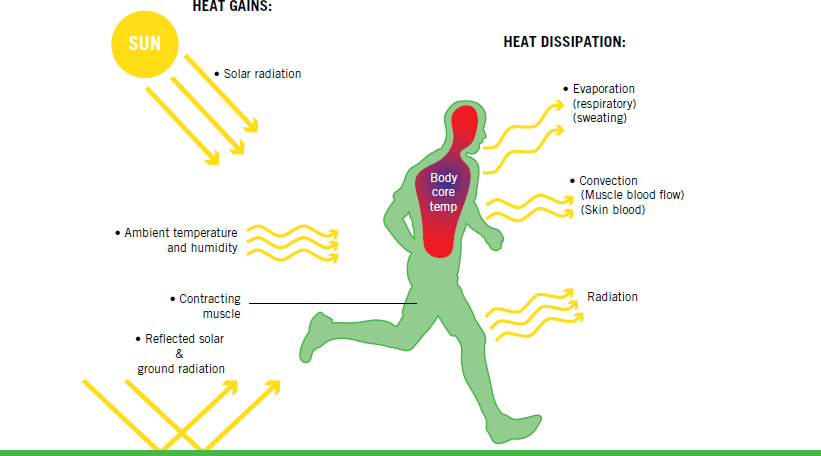 HEAT GAINS:
SUN
• Solar radiation
• Ambient temperature
and humidity
• Contracting
muscle
• Reflected solar
&
ground radiation
Body
core
temp
HEAT DISSIPATION:
• Evaporation
(respiratory)
(sweating)
• Convection
(Muscle blood flow)
(Skin blood)
Radiation